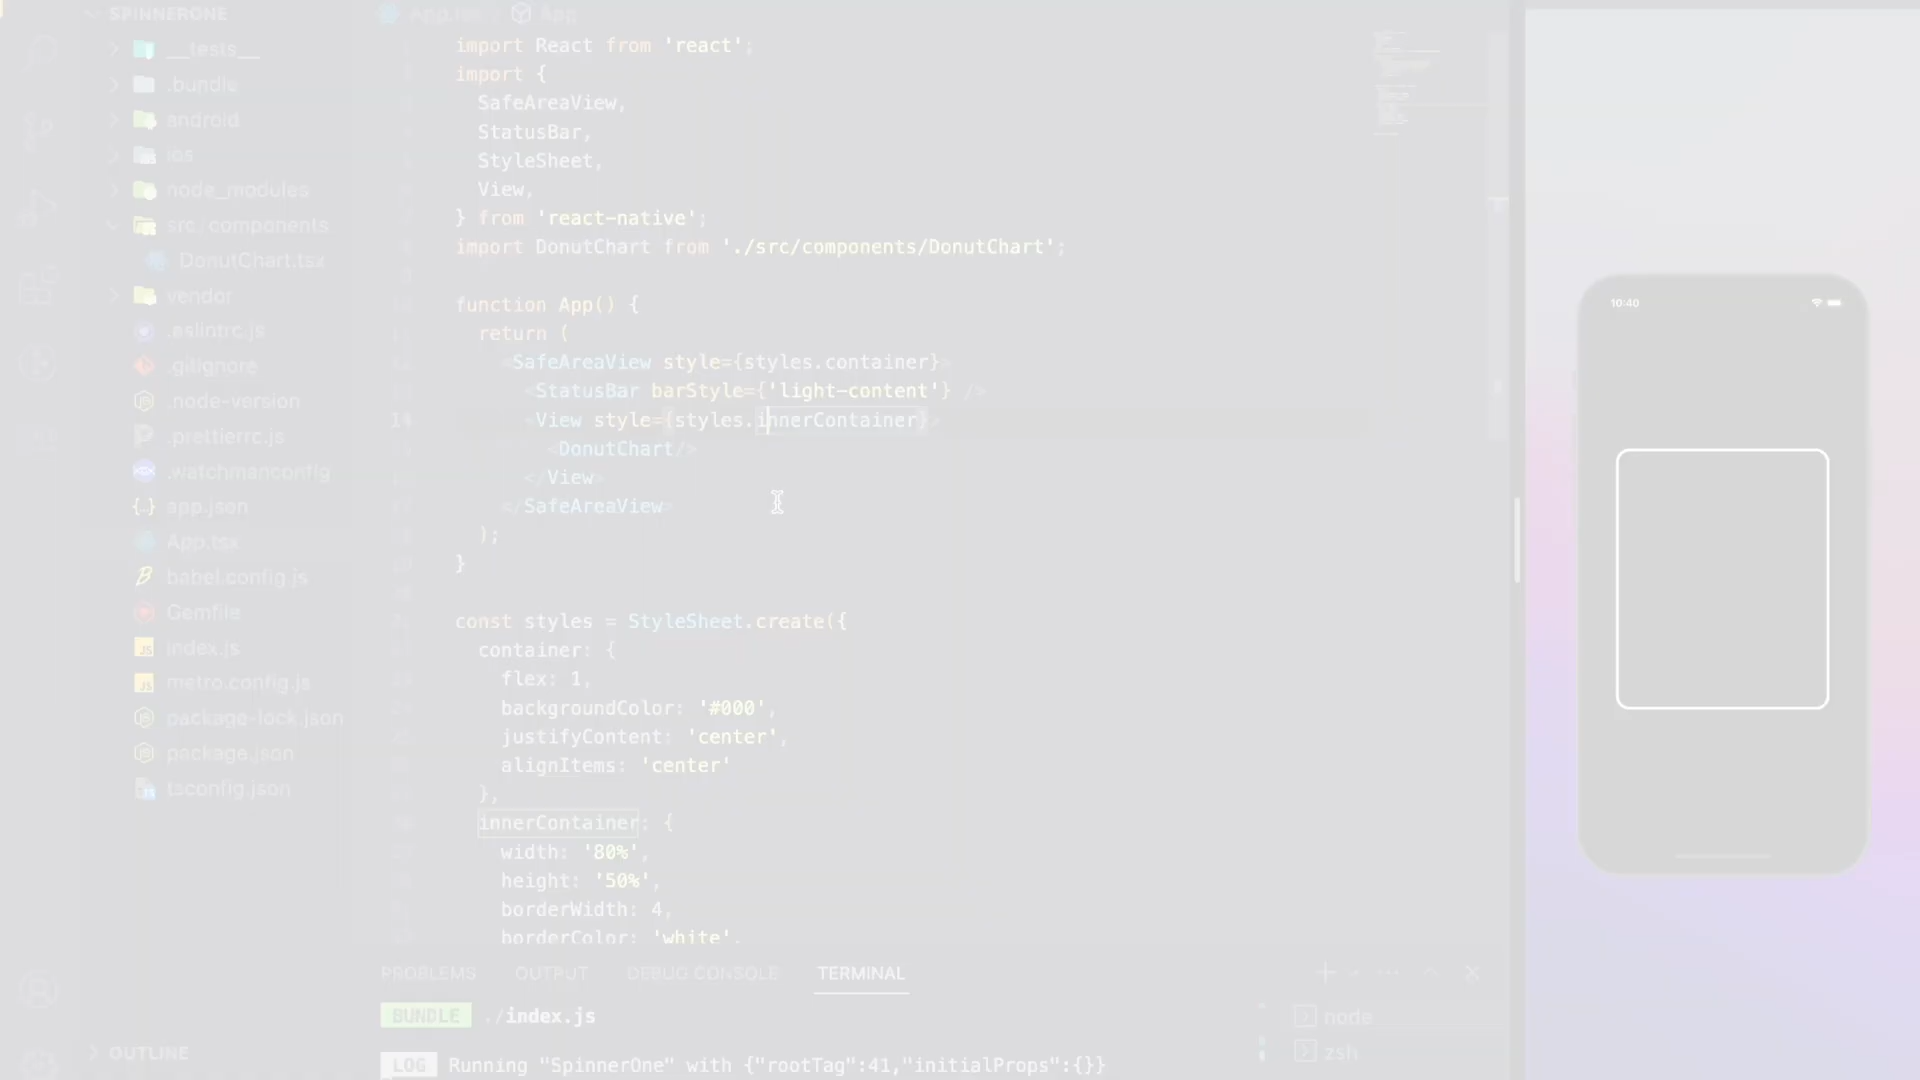 SPINNERONE
__tests__
.bundle
android
ios
node_modules
src/components
DonutChart.tsx
vendor
.eslintrc.js
.gitignore
.node-version
.prettierrc.js
.watchmanconfig
app.json
App.tsx
babel.config.js
Gemfile
index.js
metro.config.js
package-lock.json
package.json
tsconfig.json
OUTLINE
App.tsx App
import React from 'react';
import {
SafeAreaView,
StatusBar,
StyleSheet,
View,
} from 'react-native';
import DonutChart from './src/components/DonutChart';
function App() {
return (
<SafeAreaView style={styles.container}>
<StatusBar barStyle={'light-content'} />
14 <View style={styles.innerContainer}>
<DonutChart/>
</View>
</SafeAreaView>
);
}
const styles = StyleSheet.create({
container: {
flex: 1,
backgroundColor: '#000',
justifyContent: 'center',
alignItems: 'center'
},
innerContainer: {
width: '80%',
height: '50%',
borderWidth: 4,
borderColor: 'white',
PROBLEMS OUTPUT DEBUG CONSOLE TERMINAL
BUNDLE ./index.js
LOG Running "SpinnerOne" with {"rootTag":41,"initialProps":{}}
node
zsh
10:40